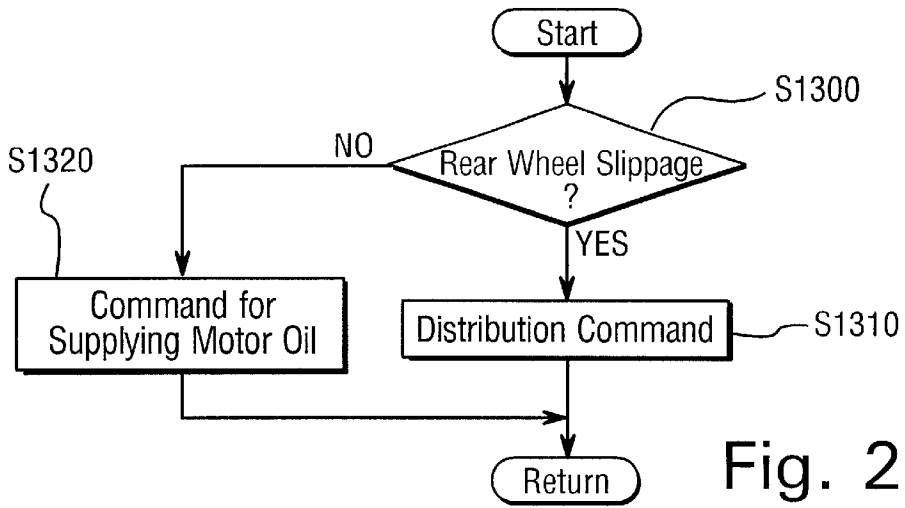 Start
S1300
Rear Wheel Slippage
?
NO
YES
S1320
Command for
Supplying Motor Oil
Distribution Command
S1310
Return
Fig. 2